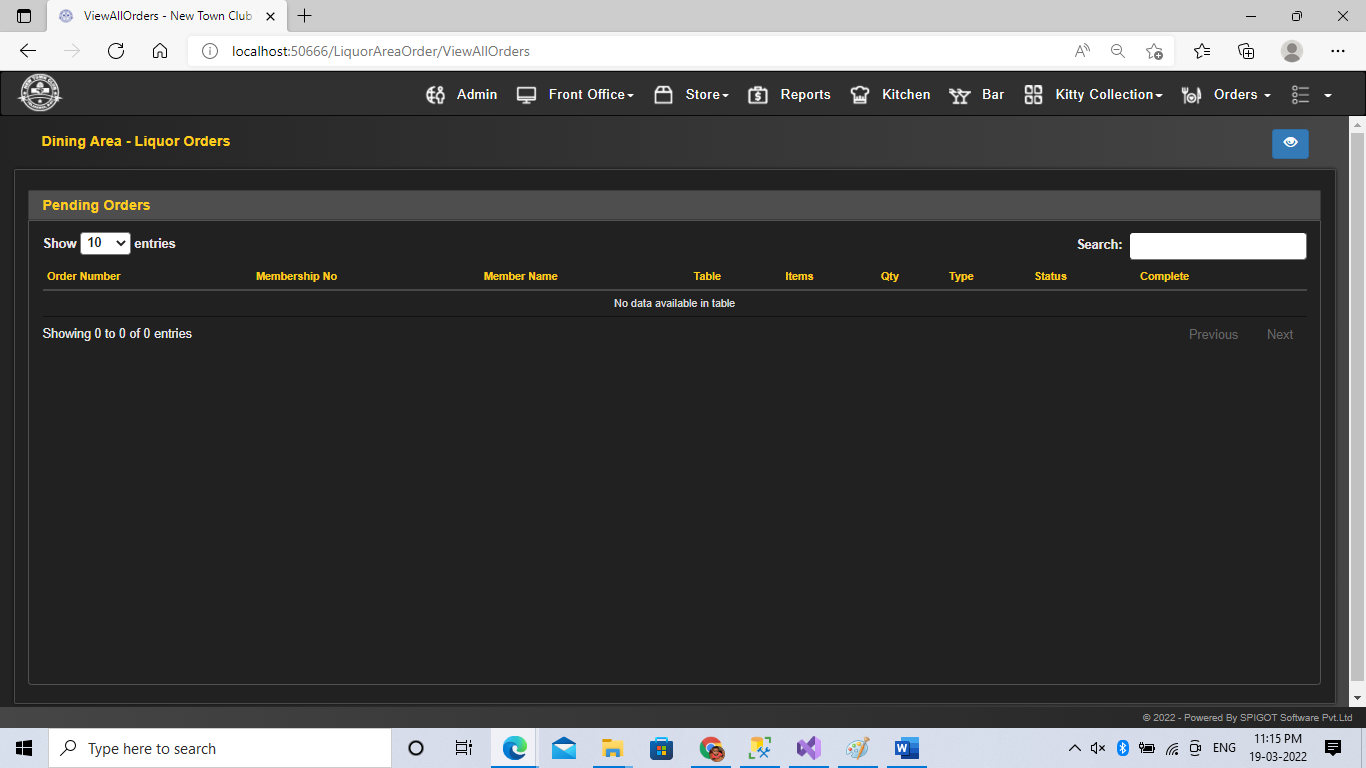 ViewAllOrders - New Town Club
localhost:50666/LiquorAreaOrder/ViewAllOrders
Admin Front Office Store Reports Kitchen Bar Kitty Collection Orders
Dining Area - Liquor Orders
Pending Orders
Show 10 entries Search:
Order Number Membership No Member Name Table Items Qty Type Status Complete
No data available in table
Showing 0 to 0 of 0 entries
Previous Next
© 2022 - Powered By SPIGOT Software Pvt.Ltd
Type here to search
ENG
11:15 PM
19-03-2022